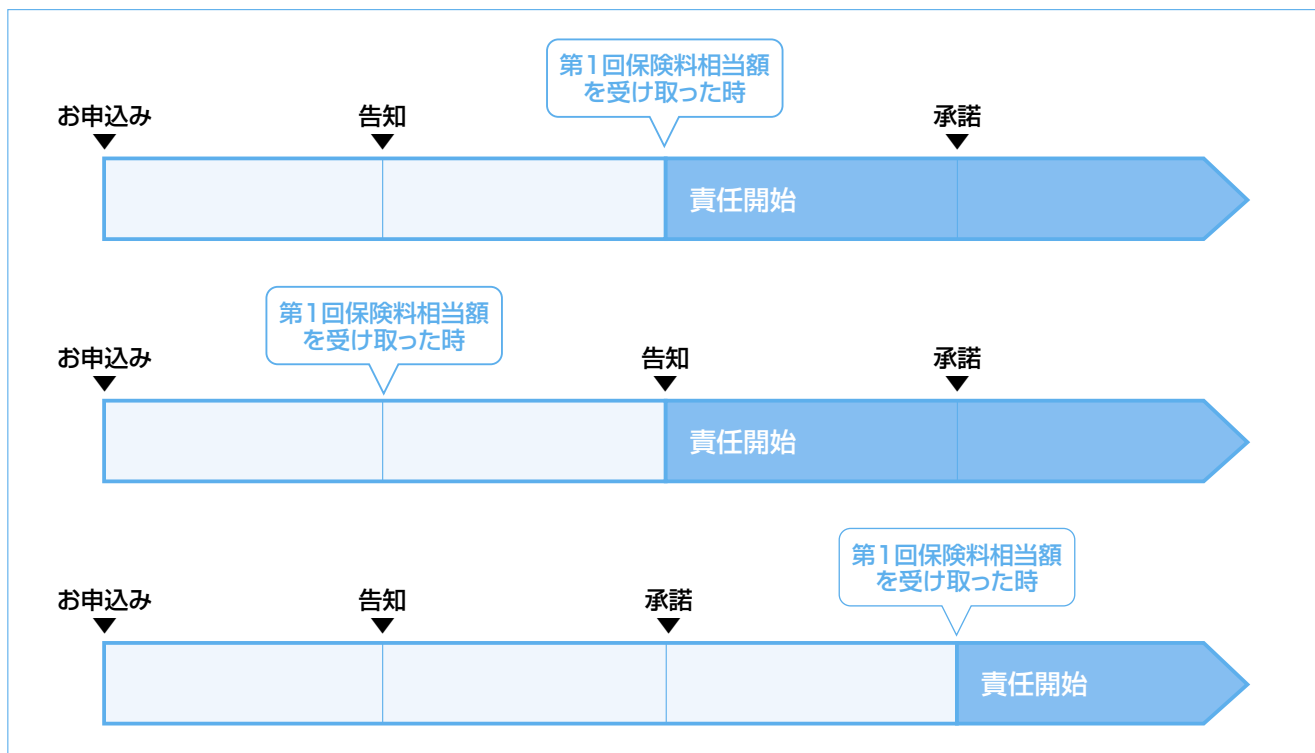 第1回保険料相当額
を受け取った時
お申込み
告知
承諾
責任開始
第1回保険料相当額
を受け取った時
お申込み
告知
承諾
責任開始
第1回保険料相当額
を受け取った時
お申込み
告知
承諾
責任開始